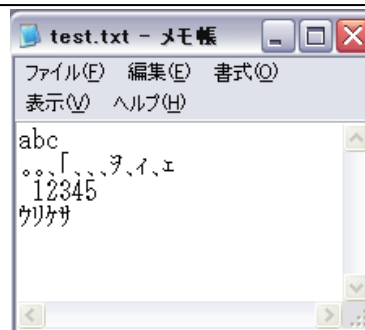 test.txt - メモ帳
ファイル(F) 編集(E) 書式(O)
表示(V) ヘルプ(H)
abc
｡｡､｢､､､ｦ､ｨ､ｪ
12345
ｳﾘｹｻ